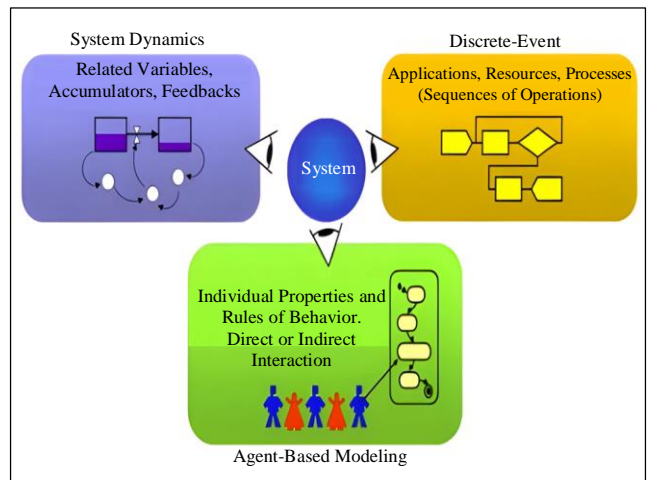 System Dynamics
Related Variables,
Accumulators, Feedbacks
Discrete-Event
Applications, Resources, Processes
(Sequences of Operations)
System
Individual Properties and
Rules of Behavior.
Direct or Indirect
Interaction
Agent-Based Modeling